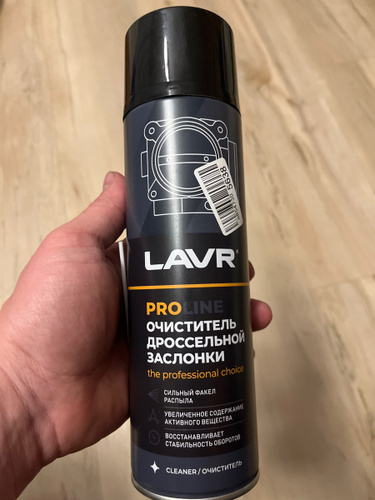 5638
LAVR®
PROLINE
ОЧИСТИТЕЛЬ
ДРОССЕЛЬНОЙ
ЗАСЛОНКИ
the professional choice
СИЛЬНЫЙ ФАКЕЛ
РАСПЫЛА
УВЕЛИЧЕННОЕ СОДЕРЖАНИЕ
АКТИВНОГО ВЕЩЕСТВА
ВОССТАНАВЛИВАЕТ
СТАБИЛЬНОСТЬ ОБОРОТОВ
CLEANER / ОЧИСТИТЕЛЬ